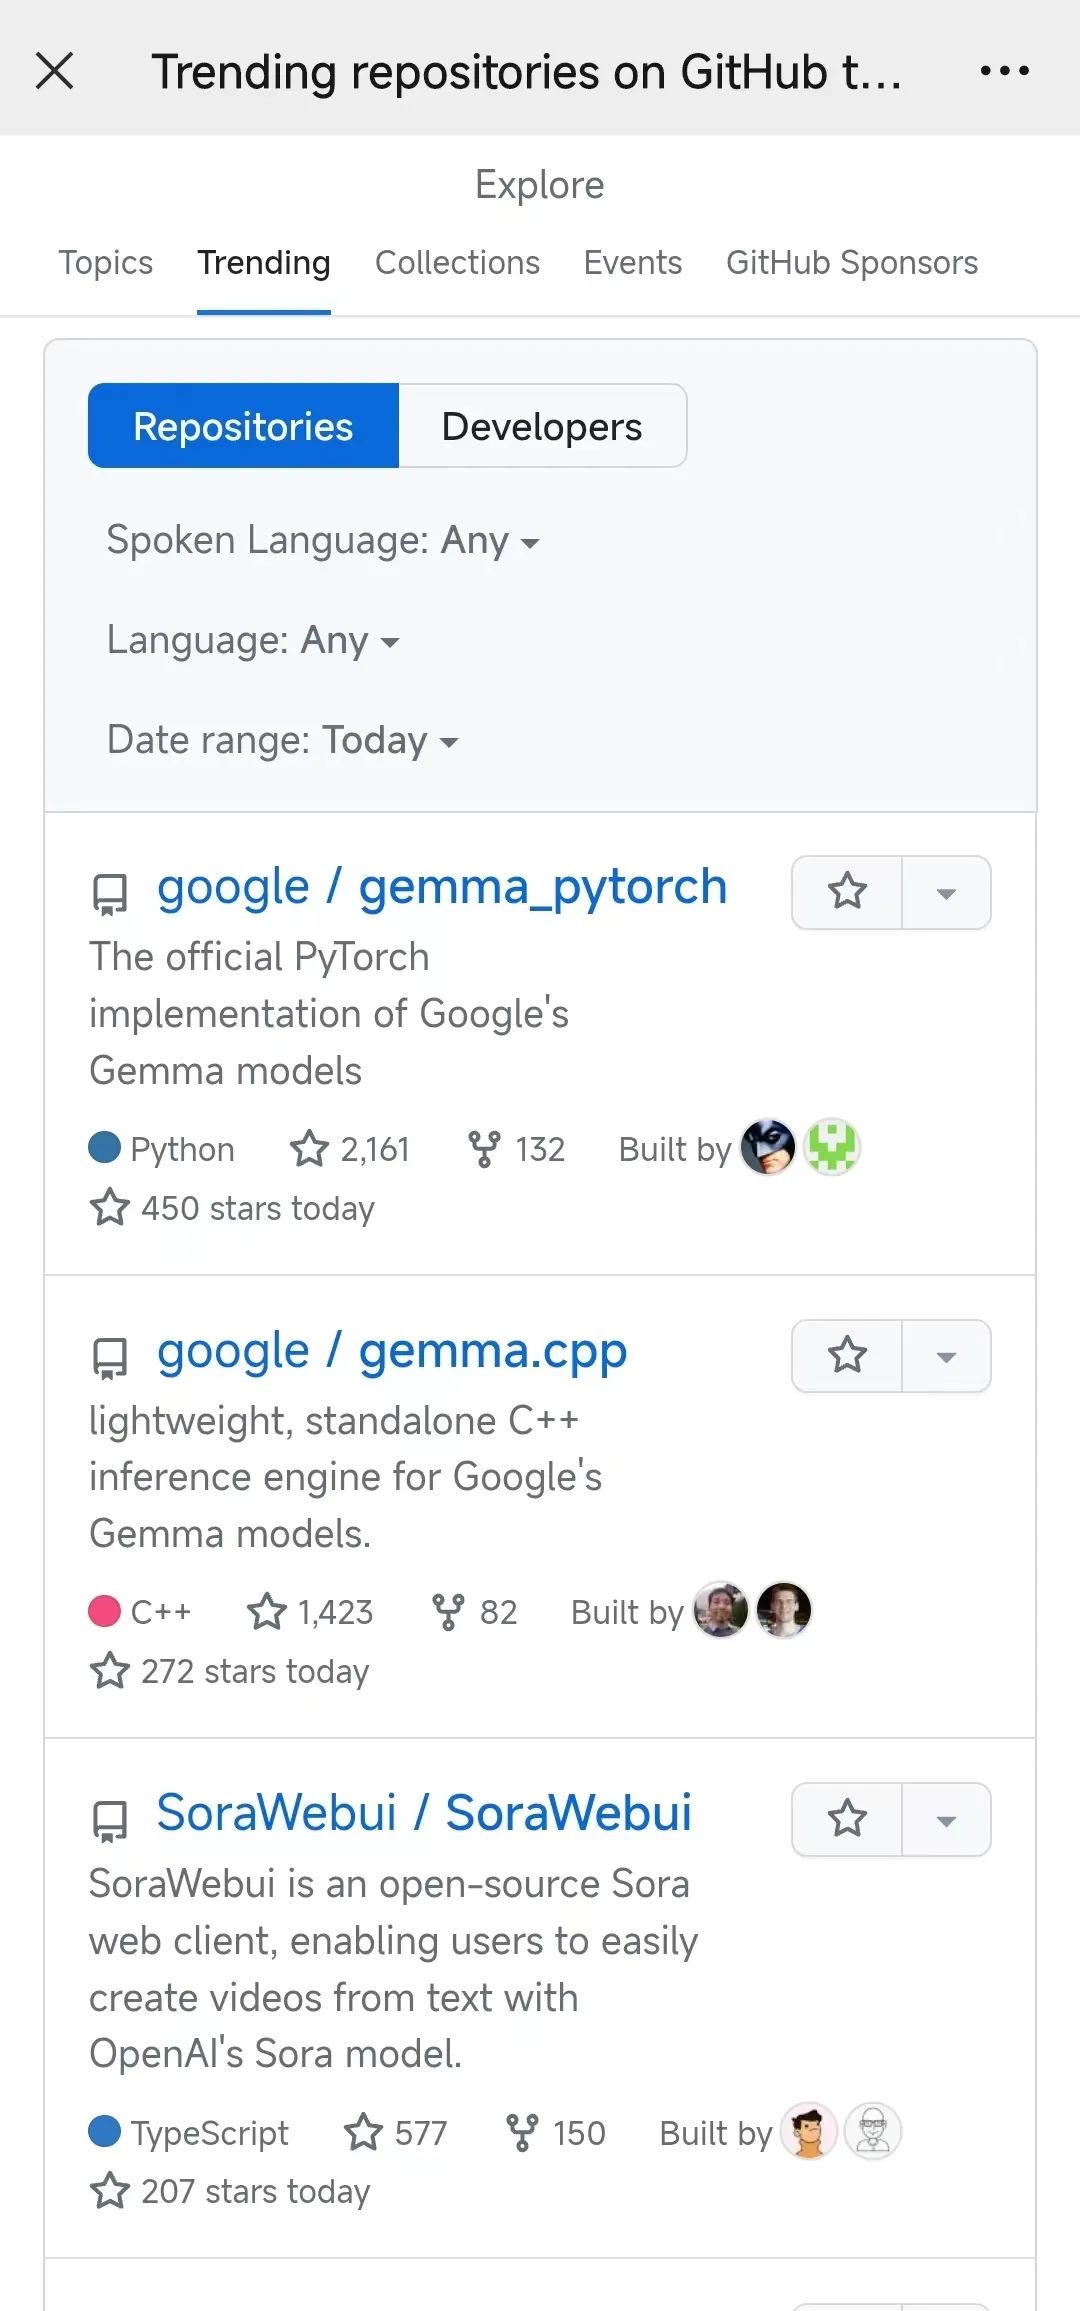 Trending repositories on GitHub t...
Explore
Topics Trending Collections Events GitHub Sponsors
Repositories Developers
Spoken Language: Any
Language: Any
Date range: Today
google / gemma_pytorch
The official PyTorch
implementation of Google's
Gemma models
Python 2,161 132 Built by
450 stars today
google / gemma.cpp
lightweight, standalone C++
inference engine for Google's
Gemma models.
C++ 1,423 82 Built by
272 stars today
SoraWebui / SoraWebui
SoraWebui is an open-source Sora
web client, enabling users to easily
create videos from text with
OpenAI's Sora model.
TypeScript 577 150 Built by
207 stars today